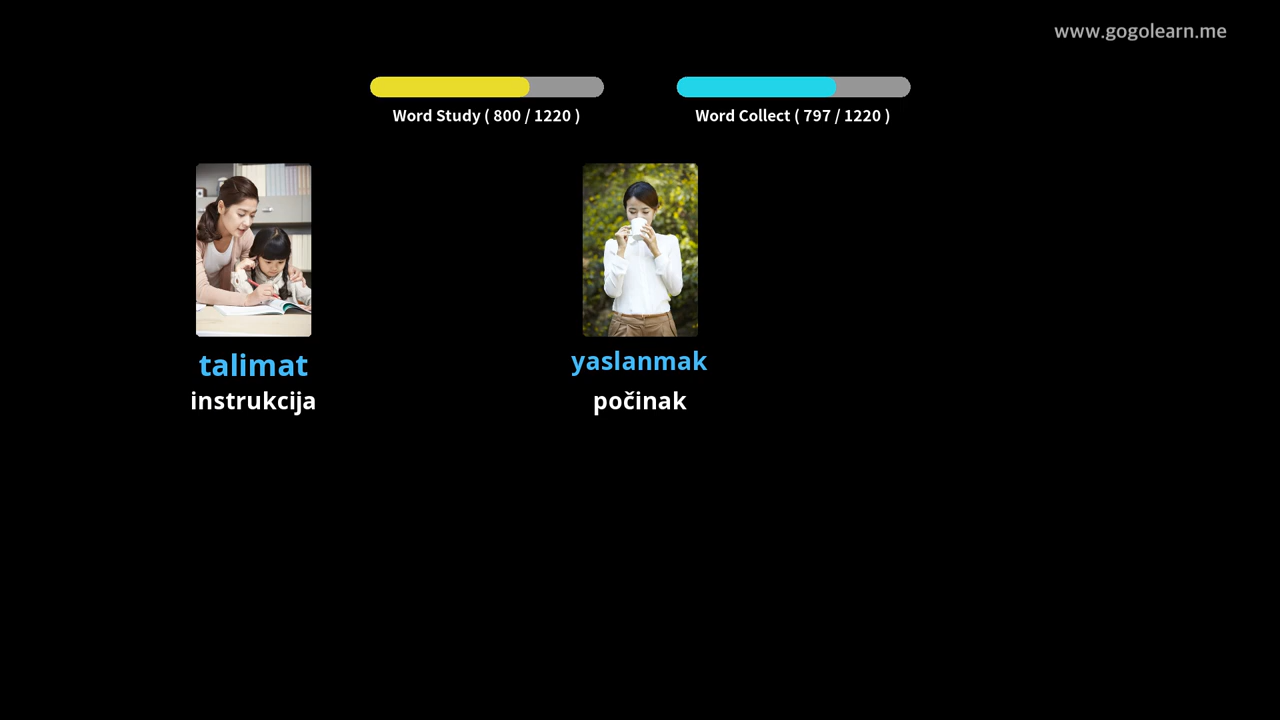 www.gogolearn.me
Word Study ( 800 / 1220 )
Word Collect ( 797 / 1220 )
talimat
instrukcija
yaslanmak
počinak